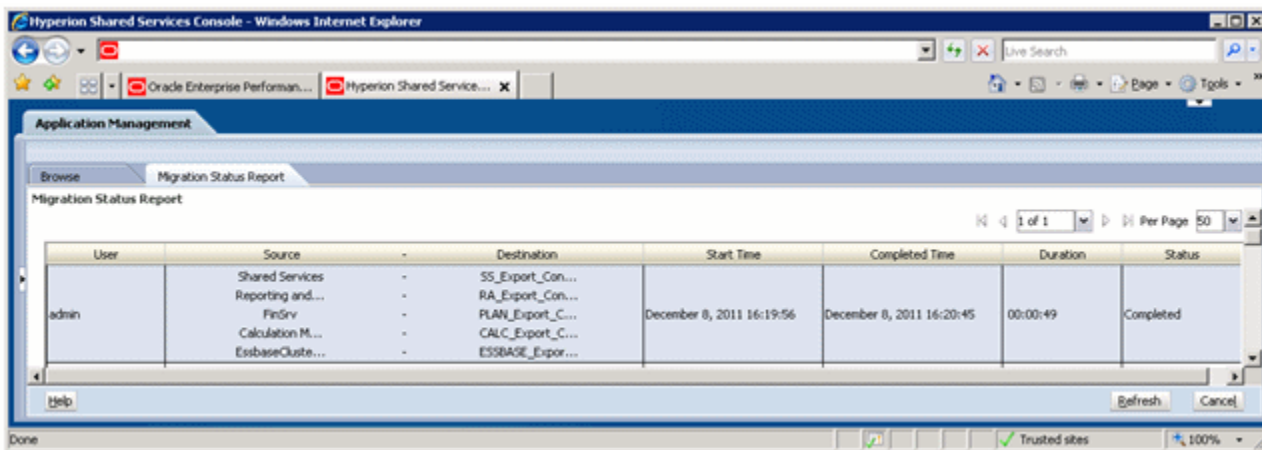 Hyperion Shared Services Console - Windows Internet Explorer
Live Search
Oracle Enterprise Performan... Hyperion Shared Service... Page Tools
Application Management
Browse Migration Status Report
Migration Status Report
1 of 1 Per Page 50
User Source - Destination Start Time Completed Time Duration Status
Shared Services - SS_Export_Con...
Reporting and... - RA_Export_Con...
admin FinSrv - PLAN_Export_C... December 8, 2011 16:19:56 December 8, 2011 16:20:45 00:00:49 Completed
Calculation M... - CALC_Export_C...
EssbaseCluste... - ESSBASE_Expor...
Help Refresh Cancel
Done Trusted sites 100%